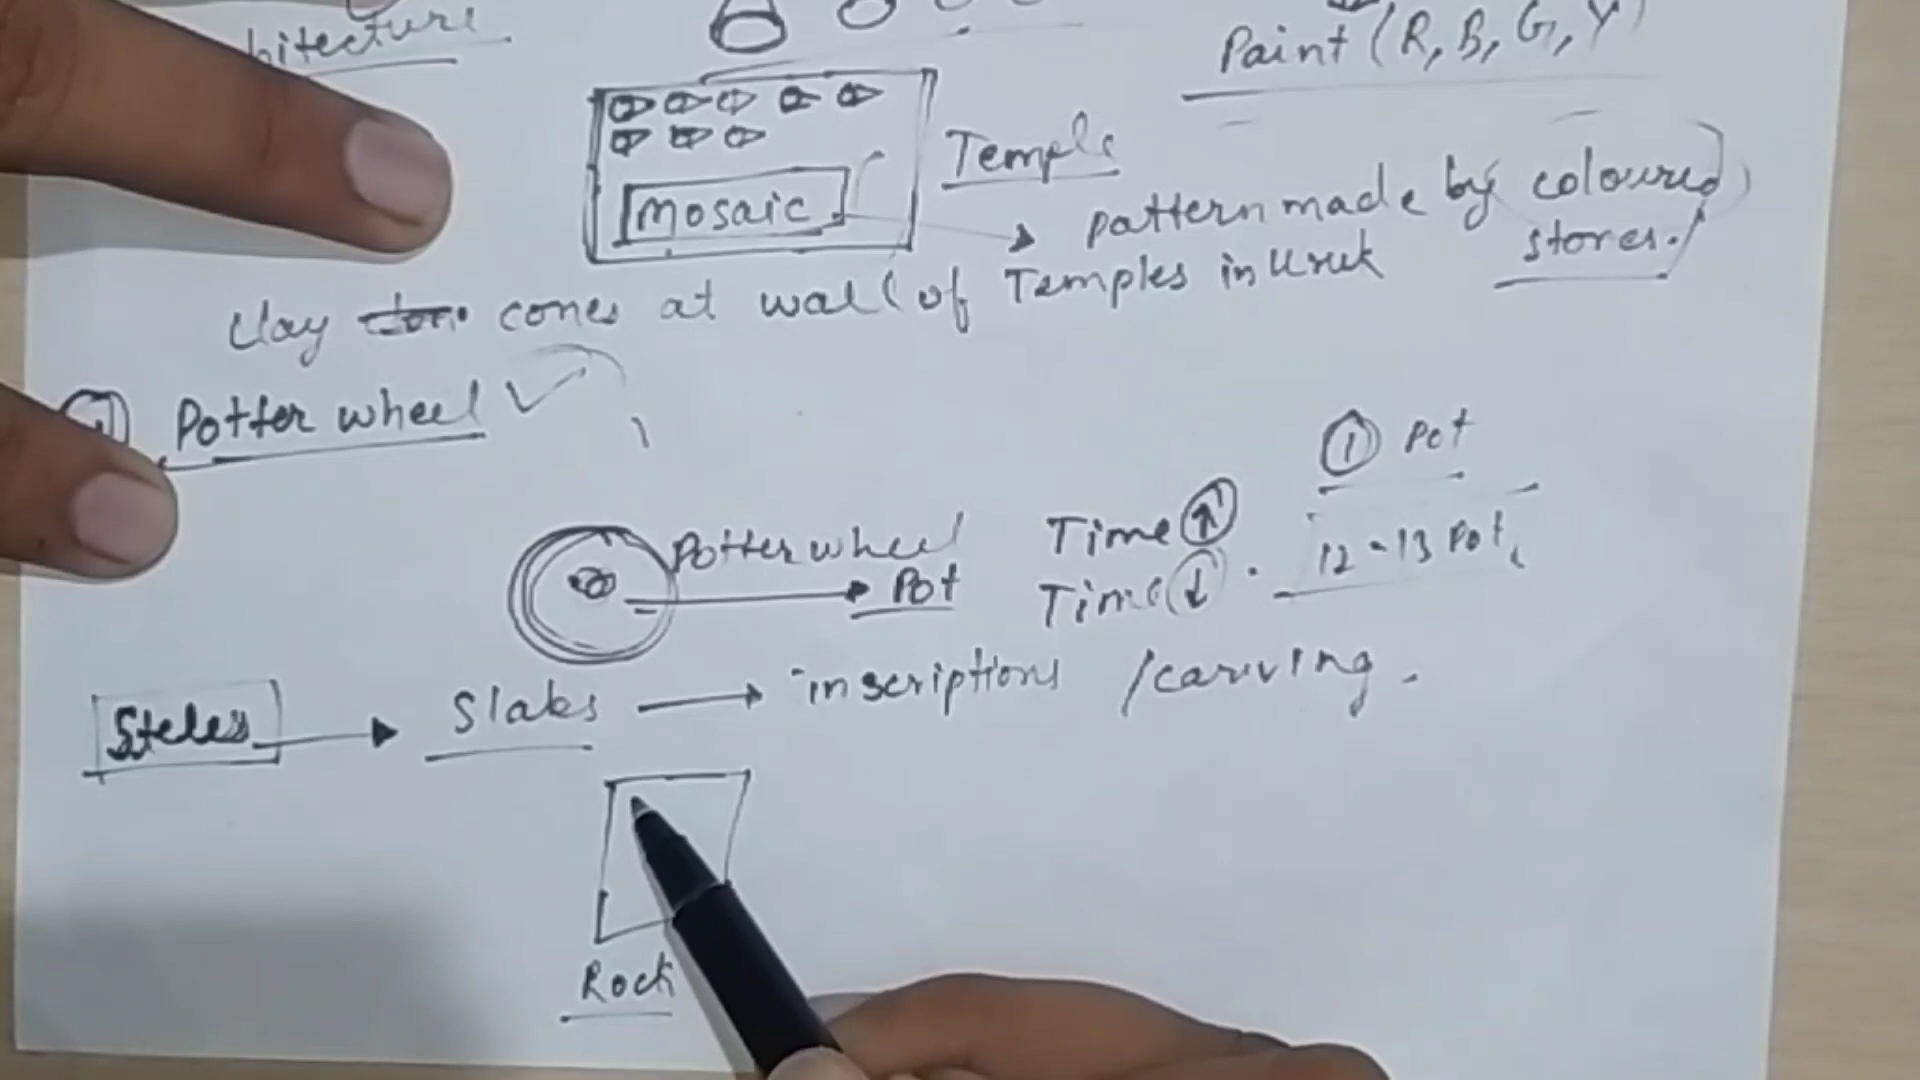 hitecture.
Paint (R, B, G, Y)
Temple
Mosaic
pattern made by coloured
stones.
Clay cones at wall of Temples in Uruk
Potter wheel
① Pot
Potter wheel
Time ↑
12-13 Pot
Pot
Time ↓
Steles
Slabs
inscriptions / carving.
Rock